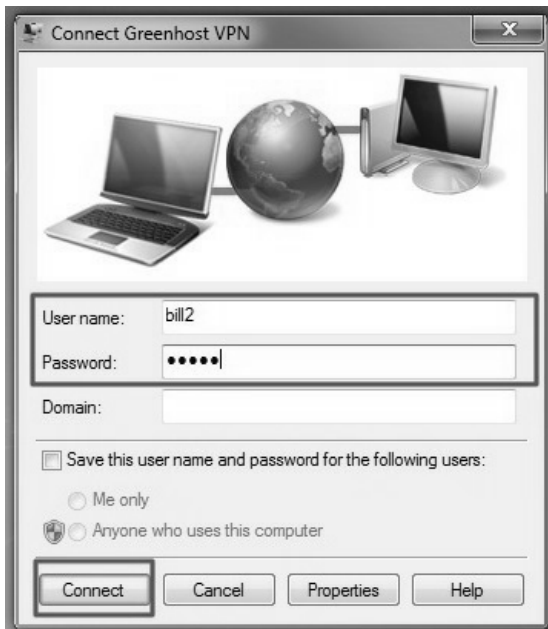 Connect Greenhost VPN
User name: bill2
Password: •••••
Domain:
Save this user name and password for the following users:
Me only
Anyone who uses this computer
Connect Cancel Properties Help